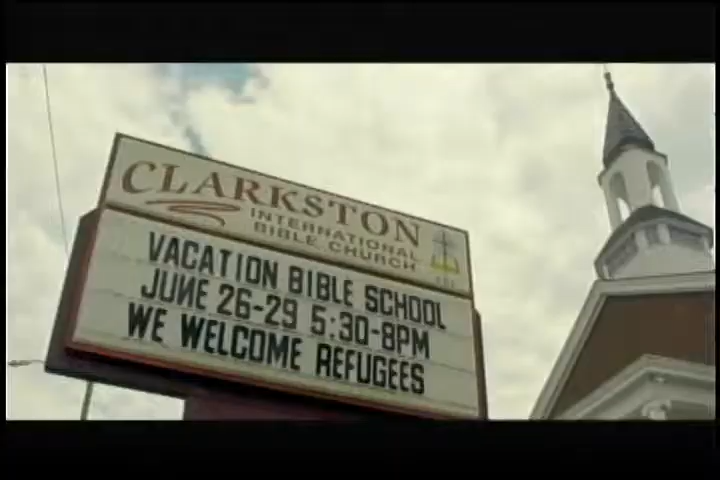 CLARKSTON
INTERNATIONAL
BIBLE CHURCH
VACATION BIBLE SCHOOL
JUNE 26-29 5:30-8PM
WE WELCOME REFUGEES